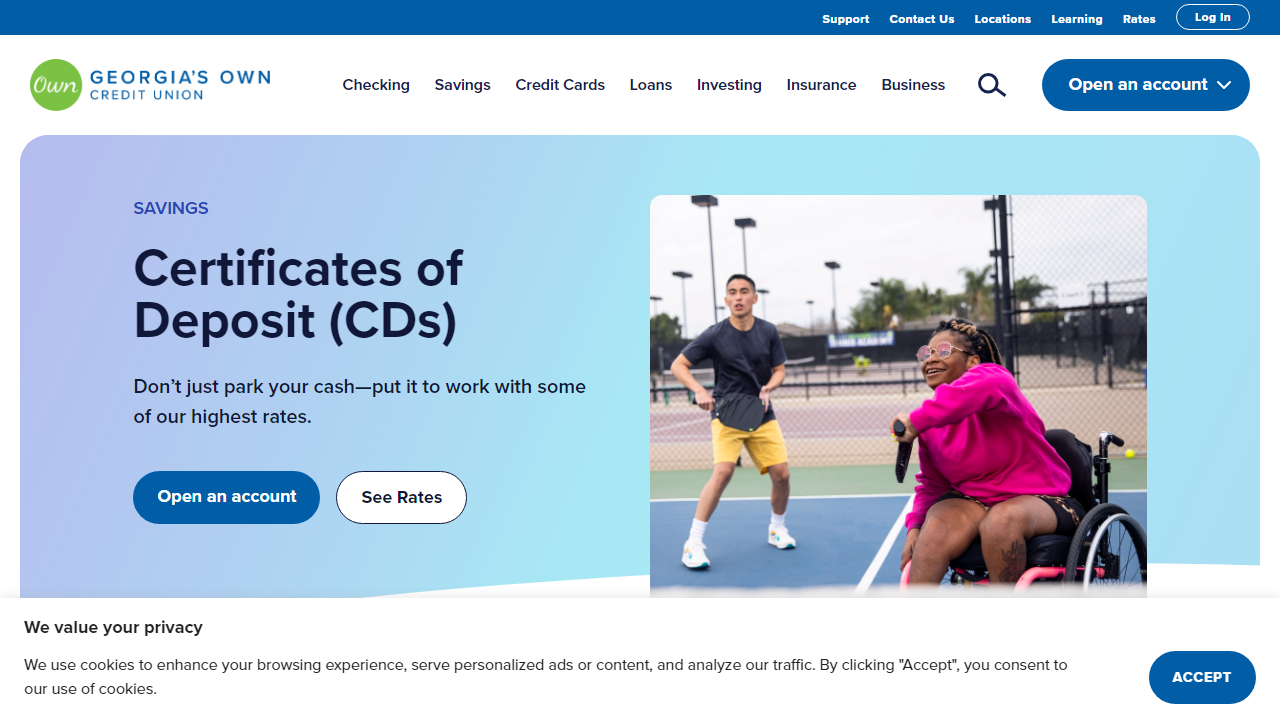 Support Contact Us Locations Learning Rates Log In
Own GEORGIA'S OWN
CREDIT UNION
Checking Savings Credit Cards Loans Investing Insurance Business Open an account
SAVINGS
Certificates of
Deposit (CDs)
Don’t just park your cash—put it to work with some
of our highest rates.
Open an account See Rates
We value your privacy
We use cookies to enhance your browsing experience, serve personalized ads or content, and analyze our traffic. By clicking "Accept", you consent to
our use of cookies.
ACCEPT